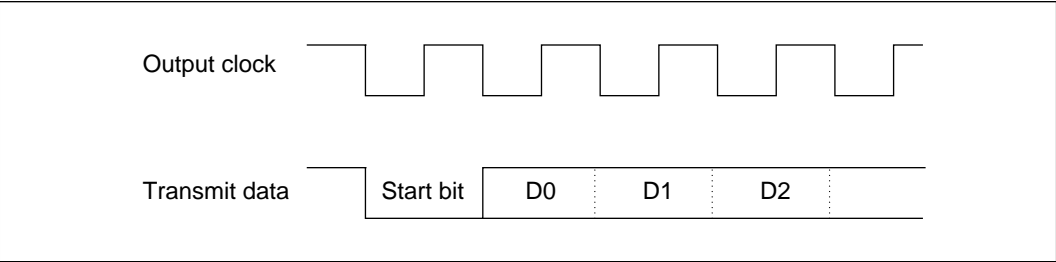 Output clock
Transmit data
Start bit
D0
D1
D2